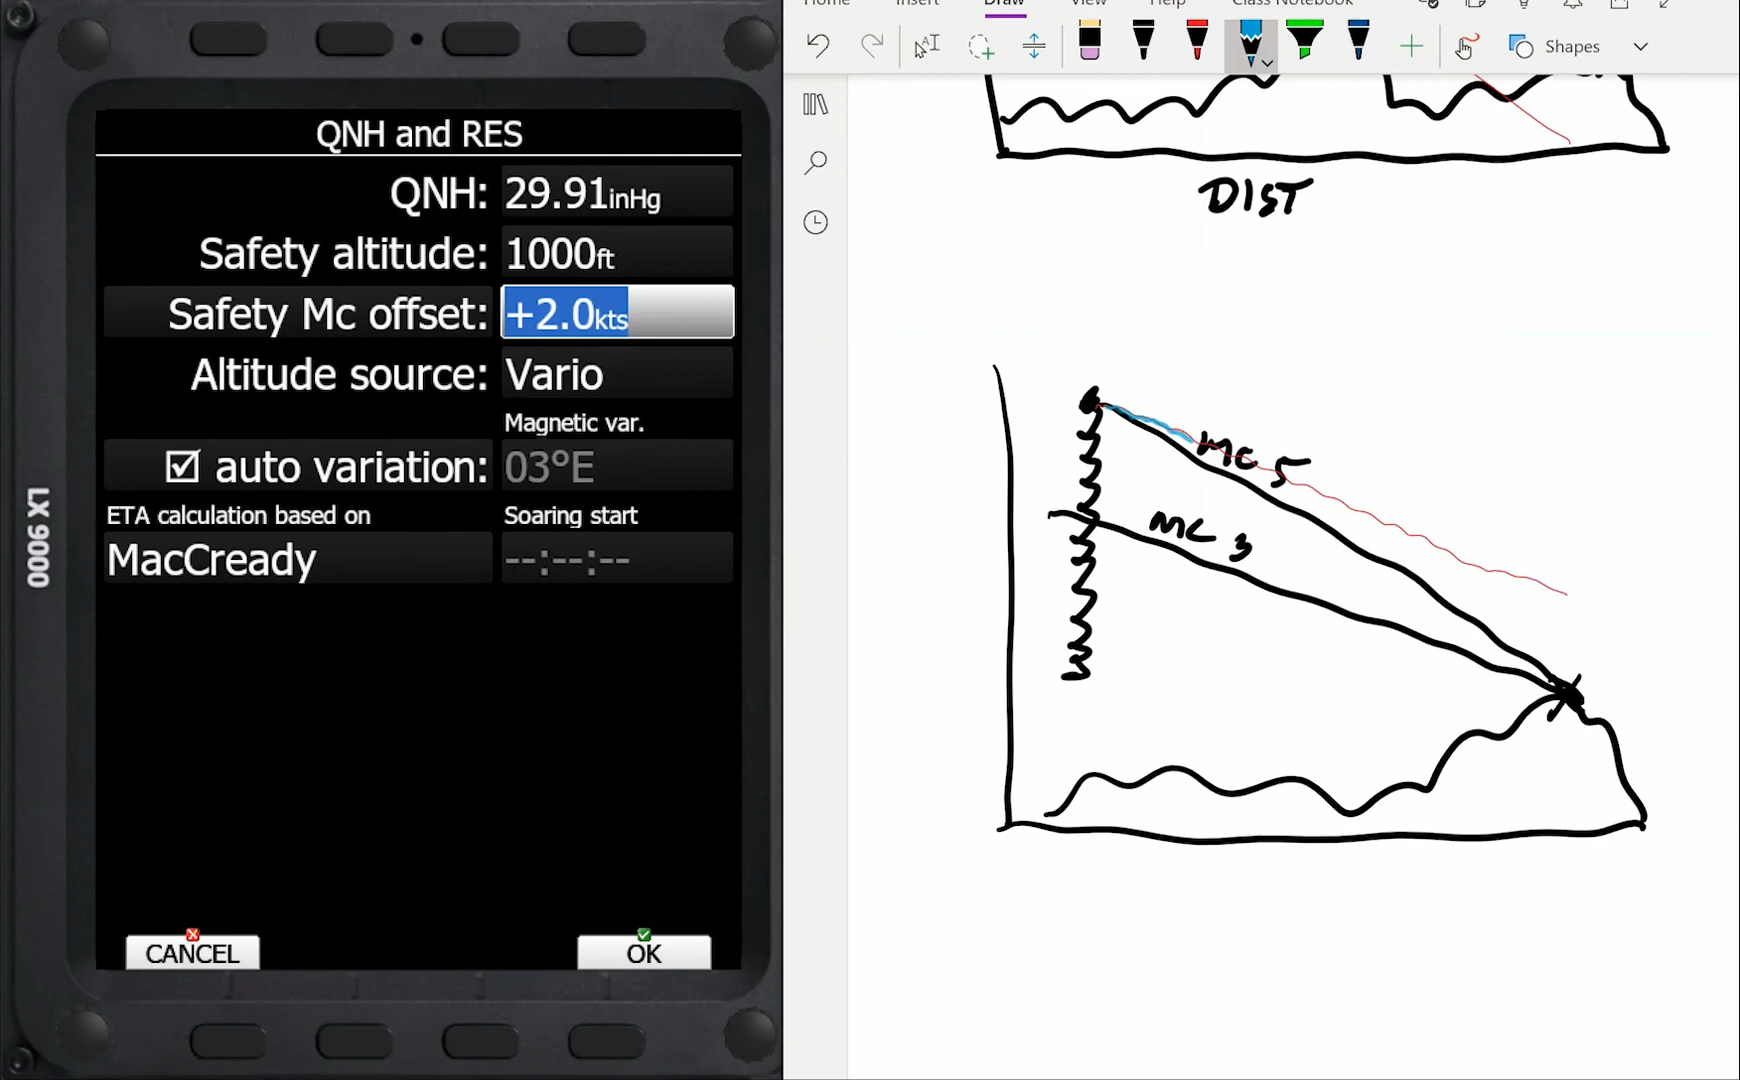 QNH and RES
QNH: 29.91inHg
Safety altitude: 1000ft
Safety Mc offset: +2.0kts
Altitude source: Vario
Magnetic var.
auto variation: 03°E
ETA calculation based on
Soaring start
MacCready
--:--:--
CANCEL
OK
LX 9000
Home Insert Draw View Help Class Notebook
Shapes
DIST
MC 5
MC 3